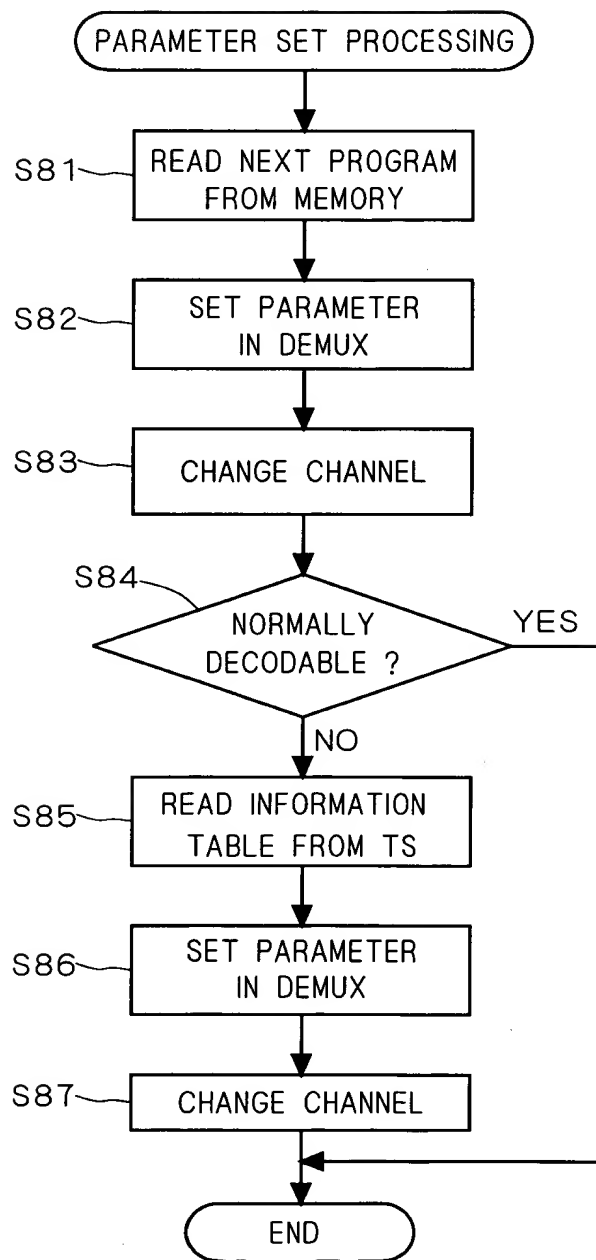 PARAMETER SET PROCESSING
S81
READ NEXT PROGRAM
FROM MEMORY
S82
SET PARAMETER
IN DEMUX
S83
CHANGE CHANNEL
S84
NORMALLY
DECODABLE ?
YES
NO
S85
READ INFORMATION
TABLE FROM TS
S86
SET PARAMETER
IN DEMUX
S87
CHANGE CHANNEL
END